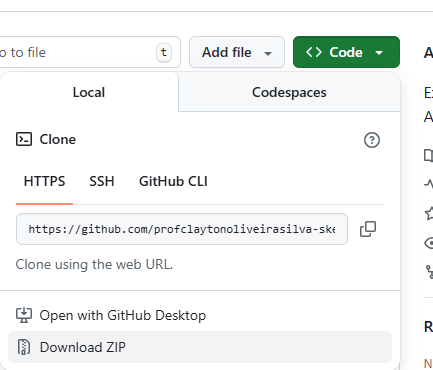 o to file
t
Add file
Code
A
Local
Codespaces
Ex
A
Clone
HTTPS
SSH
GitHub CLI
https://github.com/profclaytonoliveirasilva-ske
Clone using the web URL.
Open with GitHub Desktop
R
Download ZIP
N